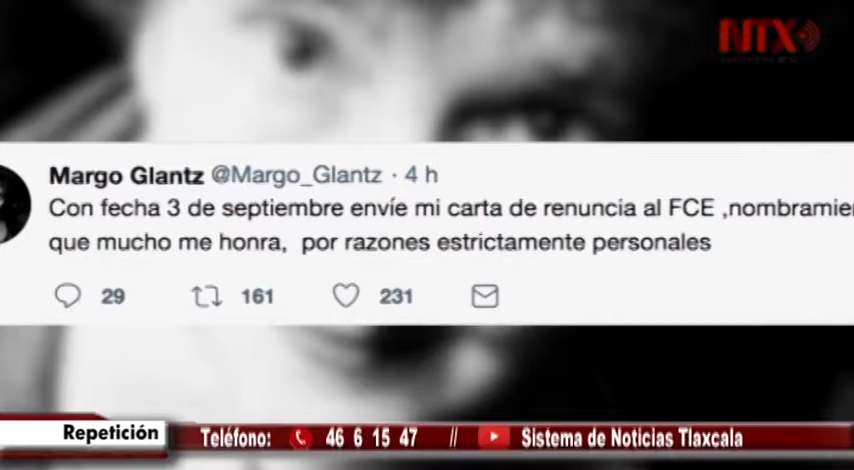 NTX
Margo Glantz @Margo_Glantz · 4 h
Con fecha 3 de septiembre envíe mi carta de renuncia al FCE ,nombramie
que mucho me honra, por razones estrictamente personales
29 161 231
Repetición Teléfono: 46 6 15 47 // Sistema de Noticias Tlaxcala